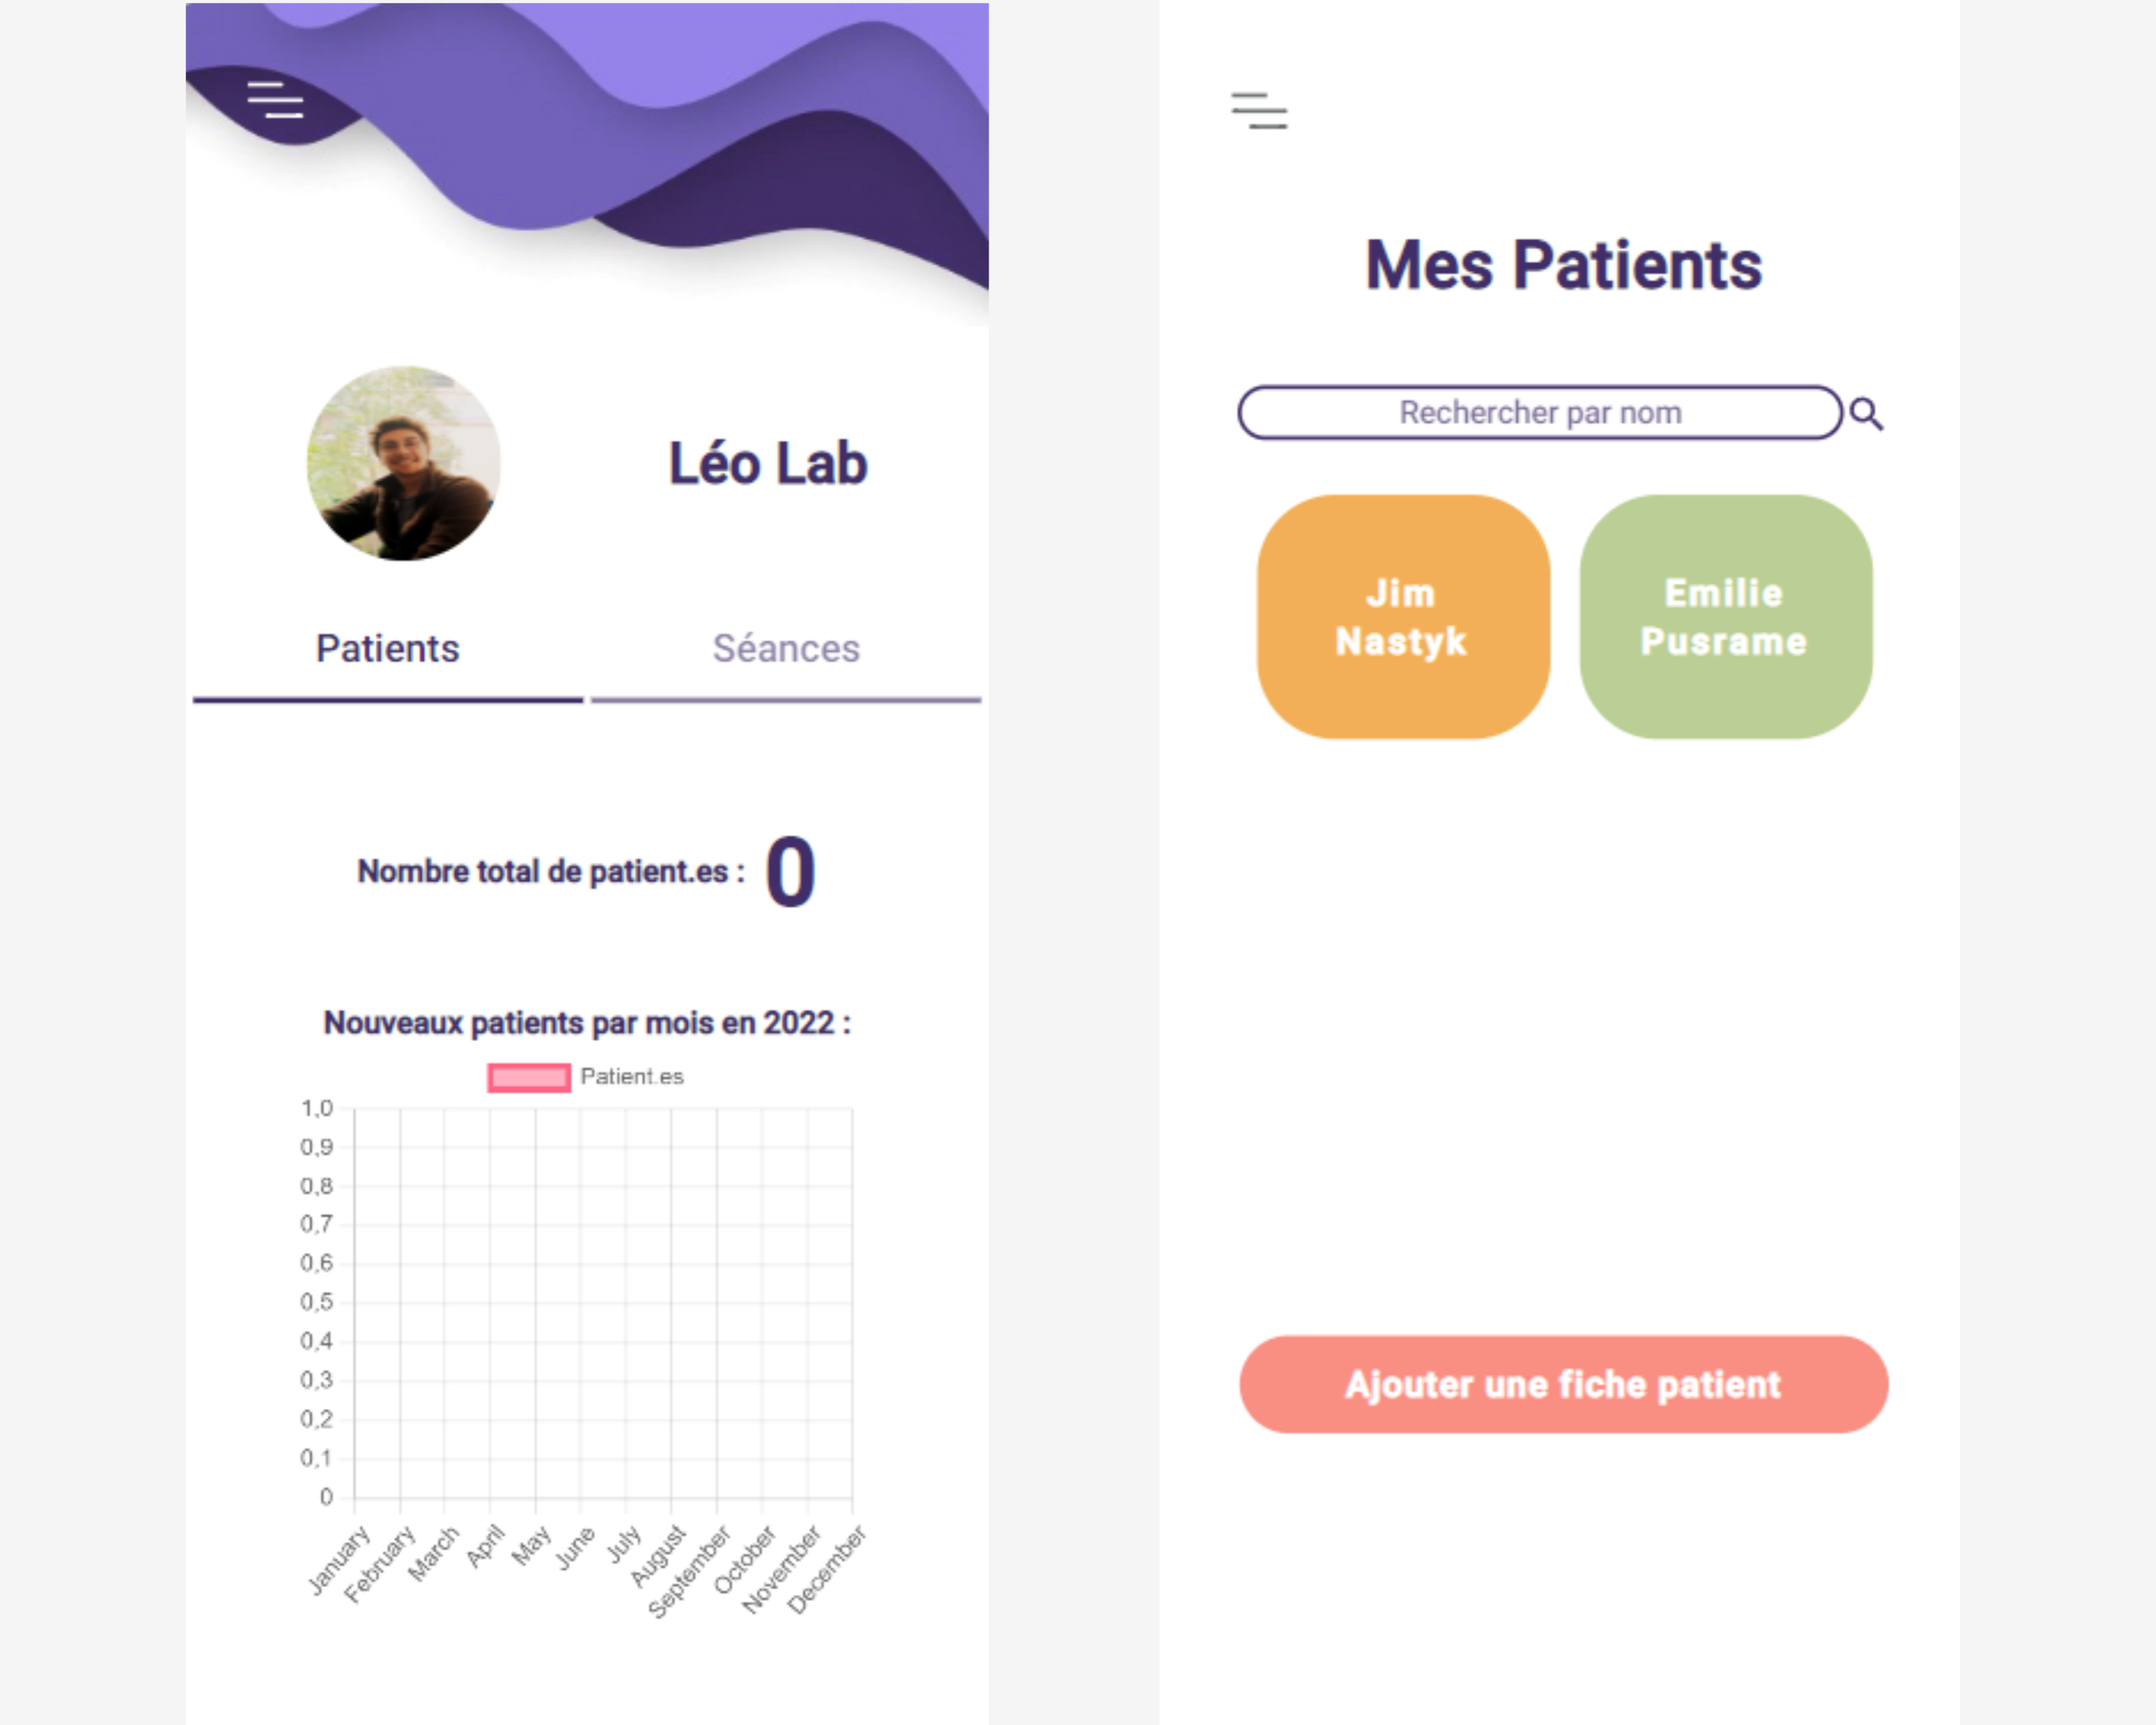 Léo Lab
Patients
Séances
Nombre total de patient.es : 0
Nouveaux patients par mois en 2022 :
Patient.es
1,0
0,9
0,8
0,7
0,6
0,5
0,4
0,3
0,2
0,1
0
January
February
March
April
May
June
July
August
September
October
November
December
Mes Patients
Rechercher par nom
Jim
Nastyk
Emilie
Pusrame
Ajouter une fiche patient